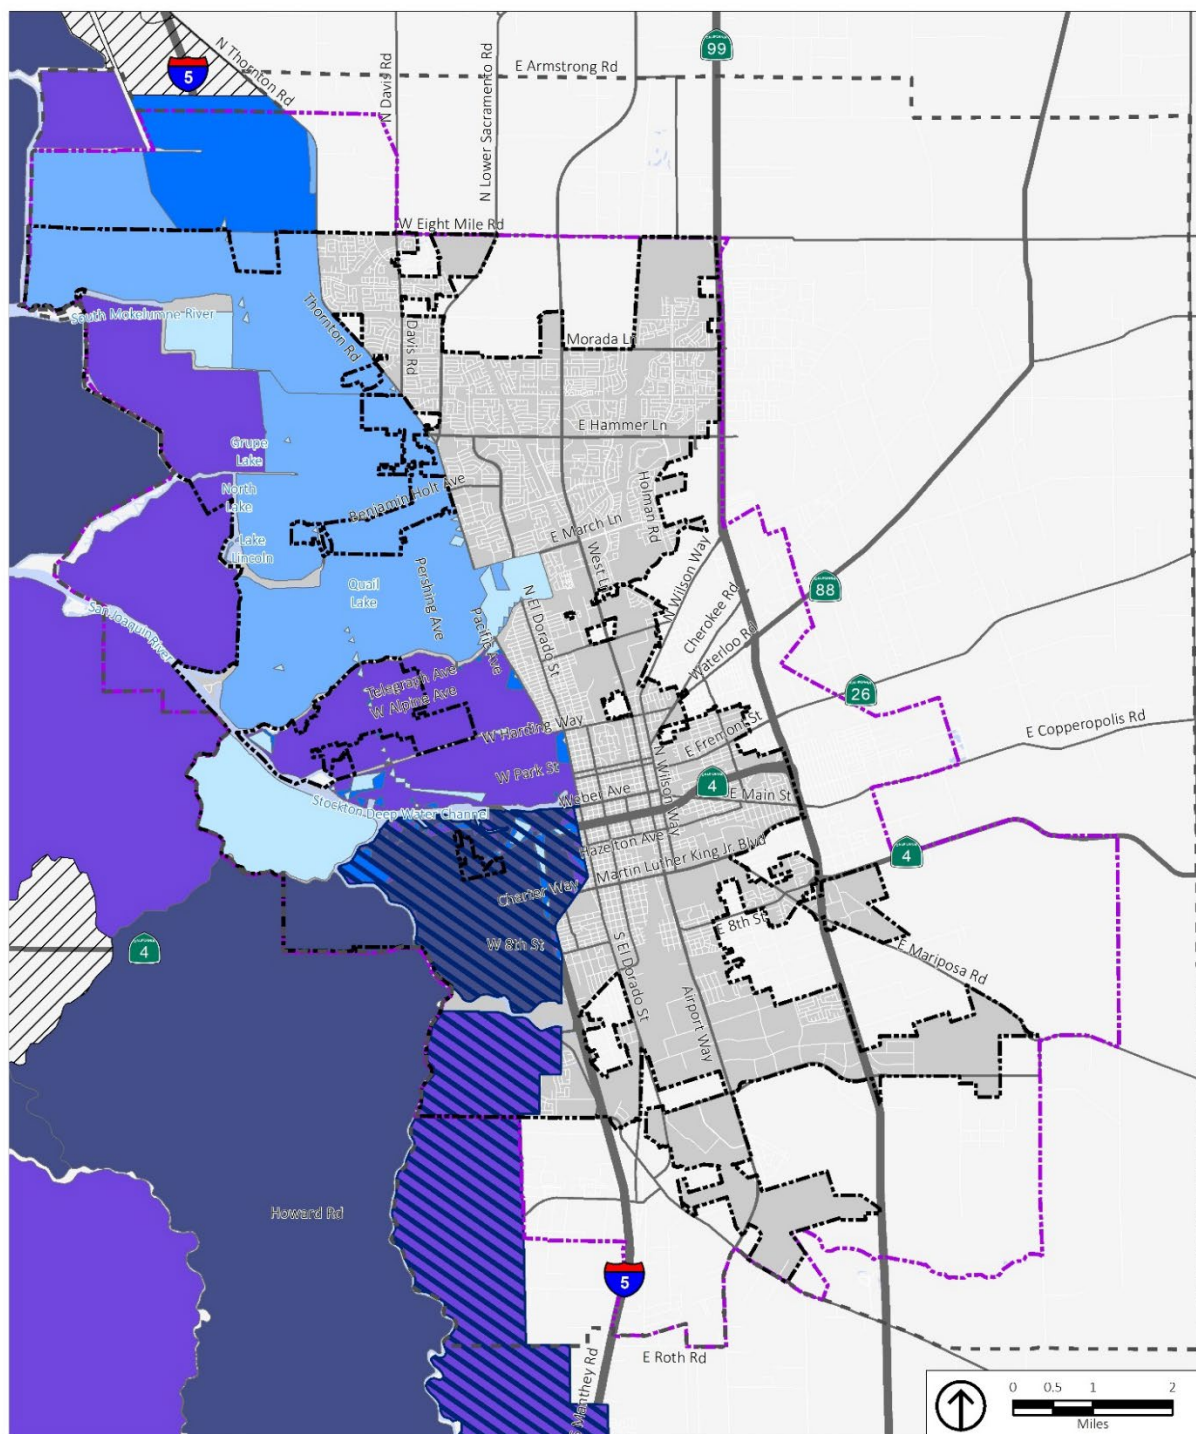 99
E Armstrong Rd
5
N Thornton Rd
N Davis Rd
N Lower Sacramento Rd
W Eight Mile Rd
South Mokelumne River
Thornton Rd
Davis Rd
Morada Ln
E Hammer Ln
Grupe
Lake
North
Lake
Benjamin Holt Ave
Holman Rd
E March Ln
Lake
Lincoln
West Ln
N Wilson Way
Quail
Lake
Pershing Ave
Cherokee Rd
88
San Joaquin River
Pacific Ave
N El Dorado St
Waterloo Rd
Telegraph Ave
W Alpine Ave
26
W Harding Way
E Fremont St
E Copperopolis Rd
W Park St
N Wilson Way
4
Weber Ave
E Main St
Stockton Deep Water Channel
Hazelton Ave
Martin Luther King Jr. Blvd
4
Charter Way
E 8th St
W 8th St
4
S El Dorado St
E Mariposa Rd
Airport Way
Howard Rd
5
E Roth Rd
S Manthey Rd
0 0.5 1 2
Miles